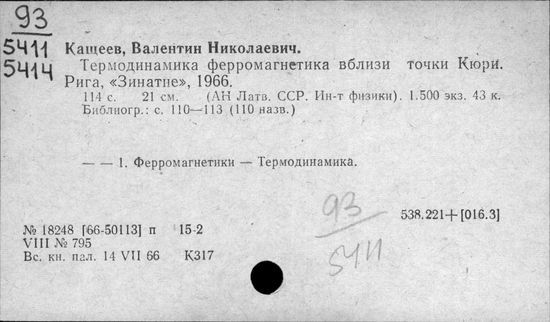 93
5411
5414
Кащеев, Валентин Николаевич.
Термодинамика ферромагнетика вблизи точки Кюри.
Рига, «Зинатне», 1966.
114 с. 21 см. (АН Латв. ССР. Ин-т физики). 1.500 экз. 43 к.
Библиогр.: с. 110—113 (110 назв.)
— — 1. Ферромагнетики — Термодинамика.
93
5411
538.221+[016.3]
№ 18248 [66-50113] п 15-2
VIII № 795
Вс. кн. пал. 14 VII 66 К317